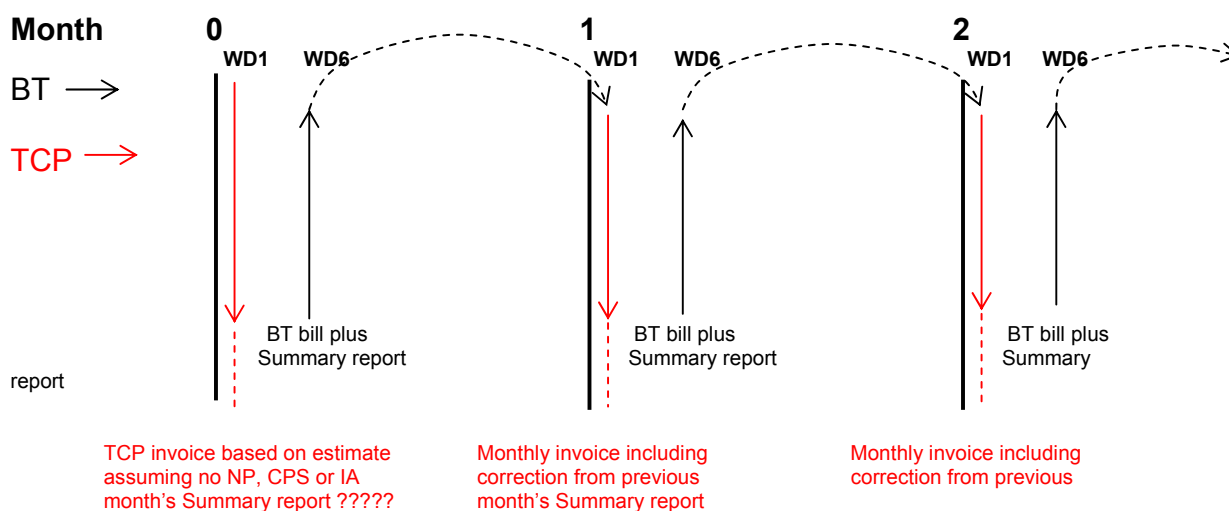 Month 0 1 2
WD1 WD6 WD1 WD6 WD1 WD6
BT
TCP
BT bill plus
Summary report
BT bill plus
Summary report
BT bill plus
Summary
report
TCP invoice based on estimate
assuming no NP, CPS or IA
month's Summary report ?????
Monthly invoice including
correction from previous
month's Summary report
Monthly invoice including
correction from previous